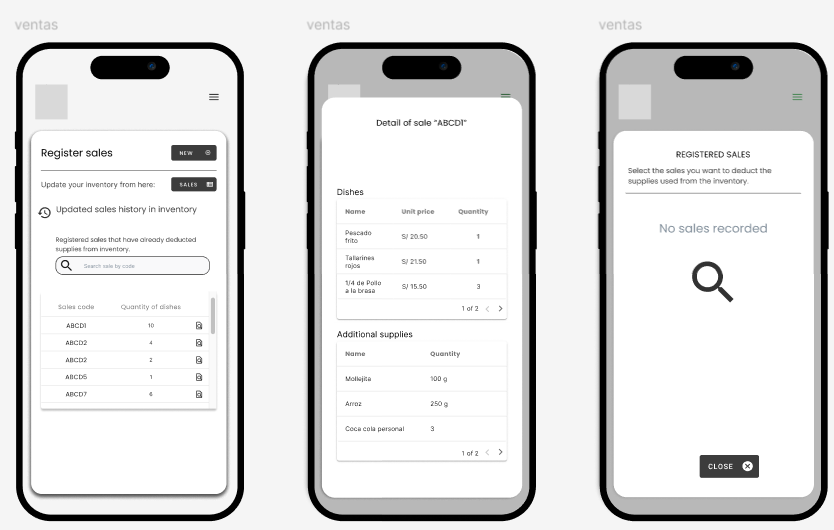 ventas
Register sales
NEW
Update your inventory from here:
SALES
Updated sales history in inventory
Registered sales that have already deducted
supplies from inventory.
Search sale by code
Sales code Quantity of dishes
ABCD1 10
ABCD2 4
ABCD2 2
ABCD5 1
ABCD7 6
ventas
Detail of sale "ABCD1"
Dishes
Name Unit price Quantity
Pescado
frito
S/ 20.50 1
Tallarines
rojos
S/ 21.50 1
1/4 de Pollo
a la brasa
S/ 15.50 3
1 of 2
Additional supplies
Name Quantity
Mollejita 100 g
Arroz 250 g
Coca cola personal 3
1 of 2
ventas
REGISTERED SALES
Select the sales you want to deduct the
supplies used from the inventory.
No sales recorded
CLOSE